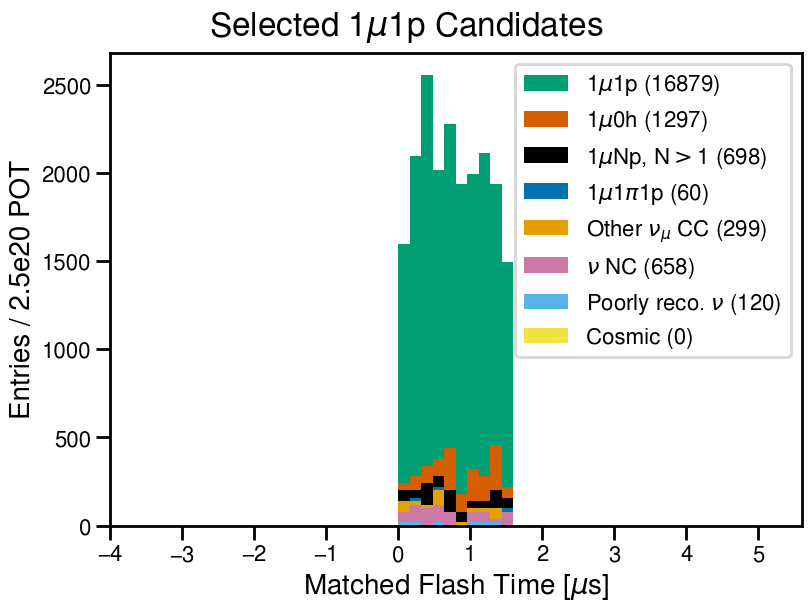 Selected 1μ1p Candidates
Entries / 2.5e20 POT
2500
2000
1500
1000
500
0
1μ1p (16879)
1μ0h (1297)
1μNp, N > 1 (698)
1μ1π1p (60)
Other νμ CC (299)
ν NC (658)
Poorly reco. ν (120)
Cosmic (0)
−4 −3 −2 −1 0 1 2 3 4 5
Matched Flash Time [μs]